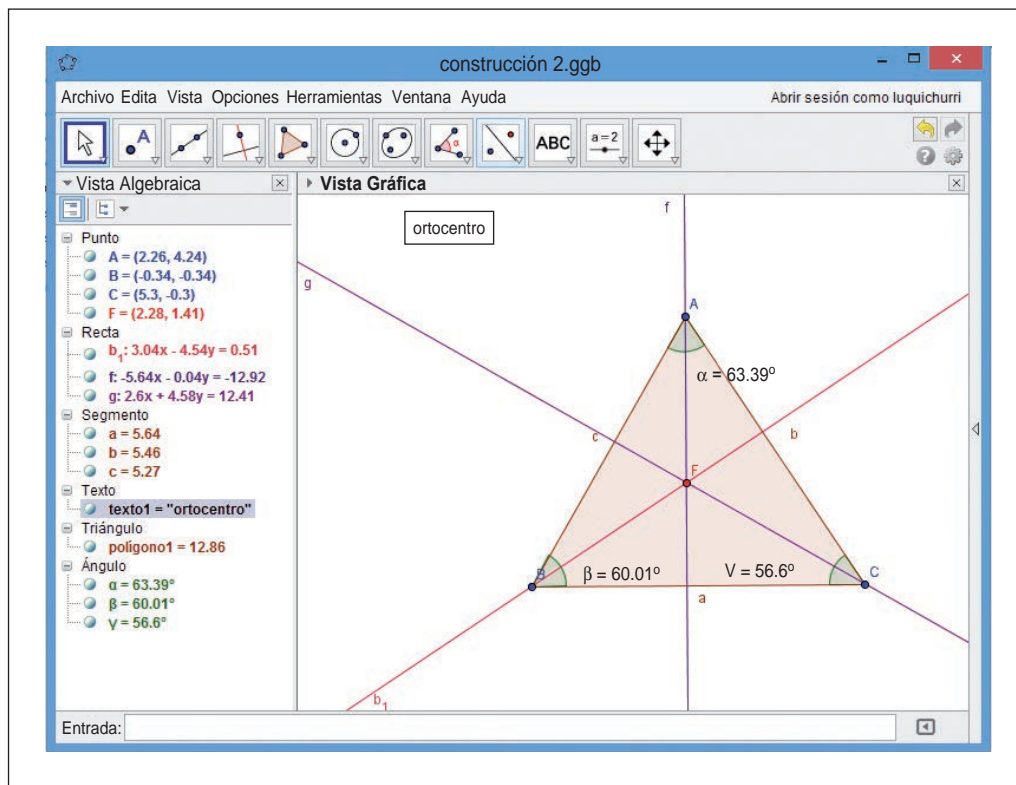 construcción 2.ggb
Archivo Edita Vista Opciones Herramientas Ventana Ayuda
Abrir sesión como luquichurri
A
α
ABC
a=2
?
Vista Algebraica
Vista Gráfica
Punto
A = (2.26, 4.24)
B = (-0.34, -0.34)
C = (5.3, -0.3)
F = (2.28, 1.41)
Recta
b₁: 3.04x - 4.54y = 0.51
f: -5.64x - 0.04y = -12.92
g: 2.6x + 4.58y = 12.41
Segmento
a = 5.64
b = 5.46
c = 5.27
Texto
texto1 = "ortocentro"
Triángulo
polígono1 = 12.86
Ángulo
α = 63.39°
β = 60.01°
γ = 56.6°
ortocentro
f
g
A
α = 63.39º
c
b
F
B
β = 60.01º
V = 56.6º
C
a
b₁
Entrada: